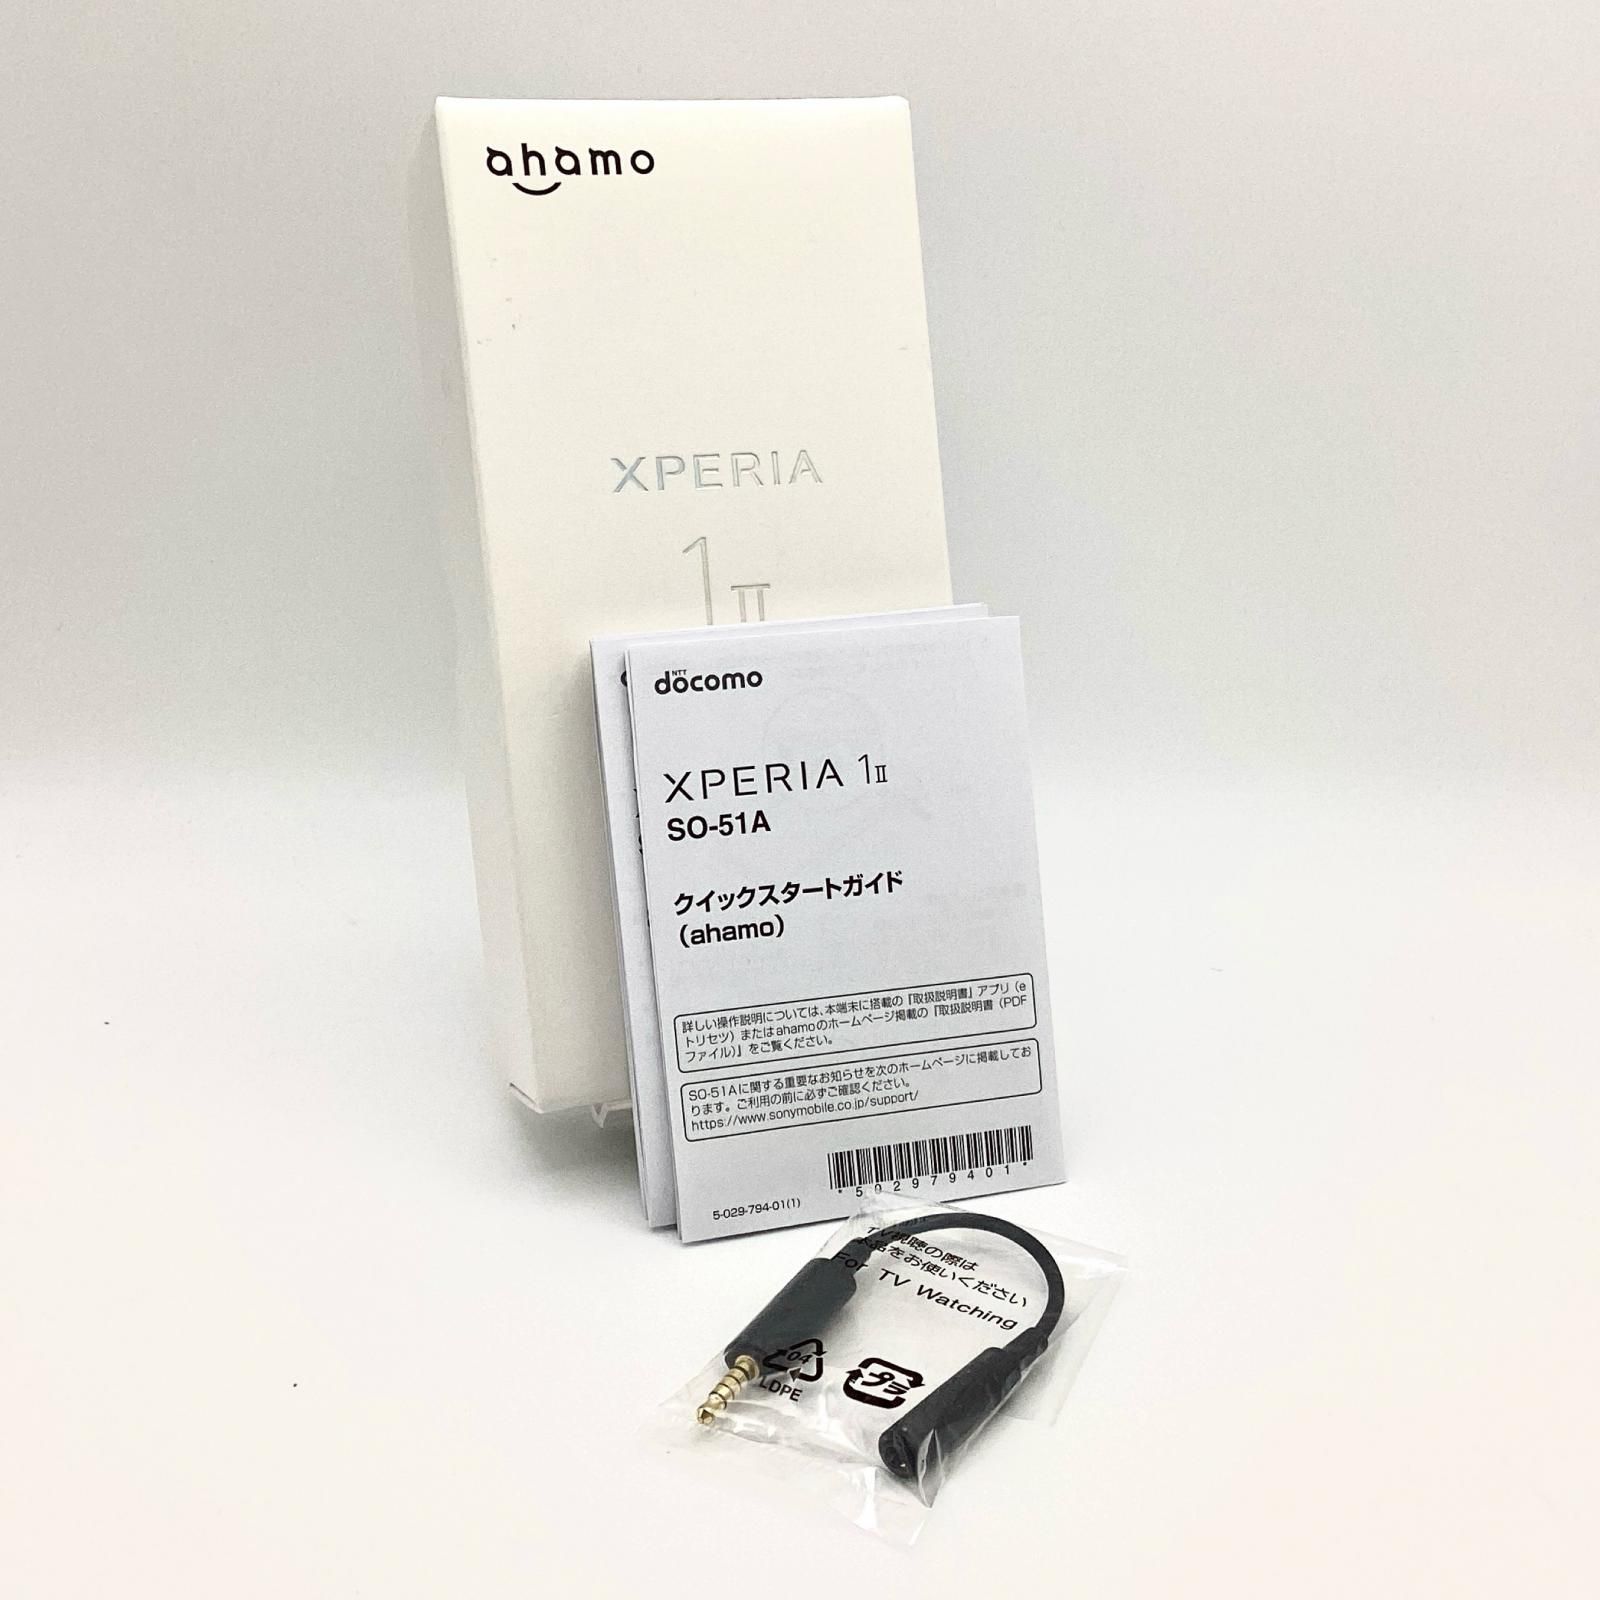 ahamo
XPERIA
1 II
NTT
docomo
XPERIA 1 II
SO-51A
クイックスタートガイド
（ahamo）
詳しい操作説明については、本端末に搭載の『取扱説明書』アプリ（e
トリセツ）またはahamoのホームページ掲載の『取扱説明書（PDF
ファイル）』をご覧ください。
SO-51Aに関する重要なお知らせを次のホームページに掲載してお
ります。ご利用の前に必ずご確認ください。
https://www.sonymobile.co.jp/support/
*502979401*
5-029-794-01(1)
TV視聴の際は
本品をお使いください
For TV Watching
04
LDPE
プラ